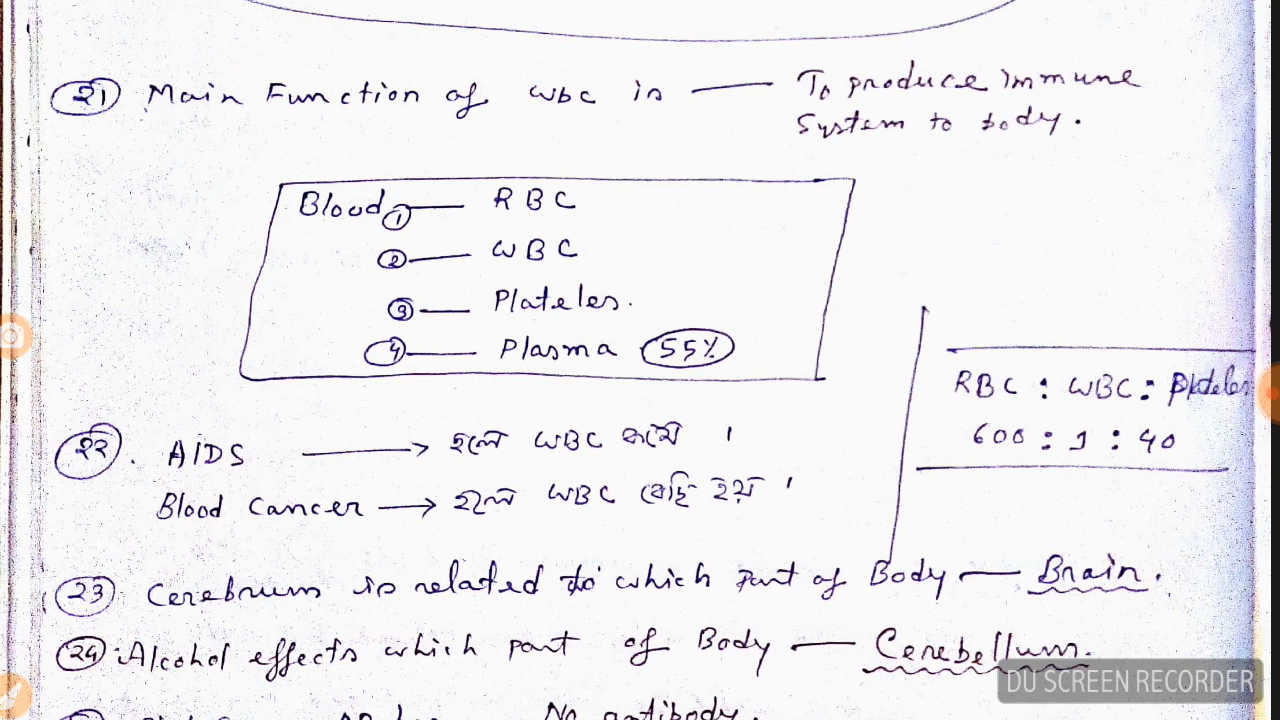 ২১ Main Function of WBC is — To produce immune
System to body.
Blood ① — RBC
② — WBC
③ — Plateles.
④ — Plasma 55%
RBC : WBC : Plateles
600 : 1 : 40
২২. AIDS → হলে WBC কমে ।
Blood Cancer → হলে WBC বেশি হয় ।
23 Cerebrum is related to which part of Body — Brain.
24 Alcohol effects which part of Body — Cerebellum.
No antibody.
DU SCREEN RECORDER